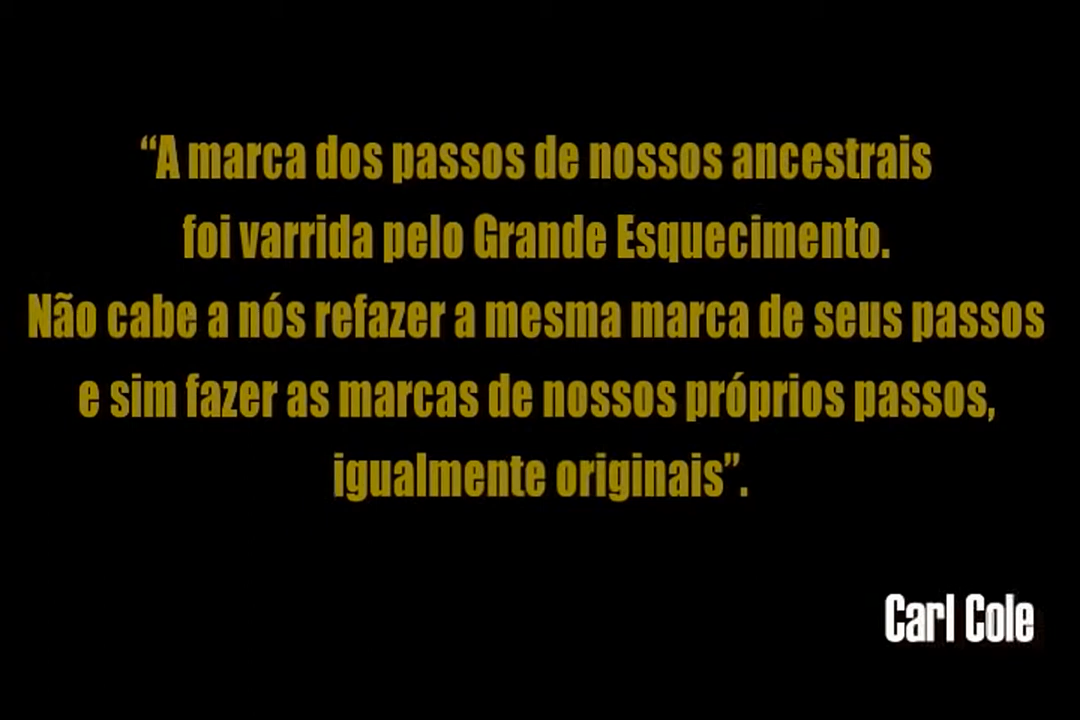 “A marca dos passos de nossos ancestrais
foi varrida pelo Grande Esquecimento.
Não cabe a nós refazer a mesma marca de seus passos
e sim fazer as marcas de nossos próprios passos,
igualmente originais”.
Carl Cole